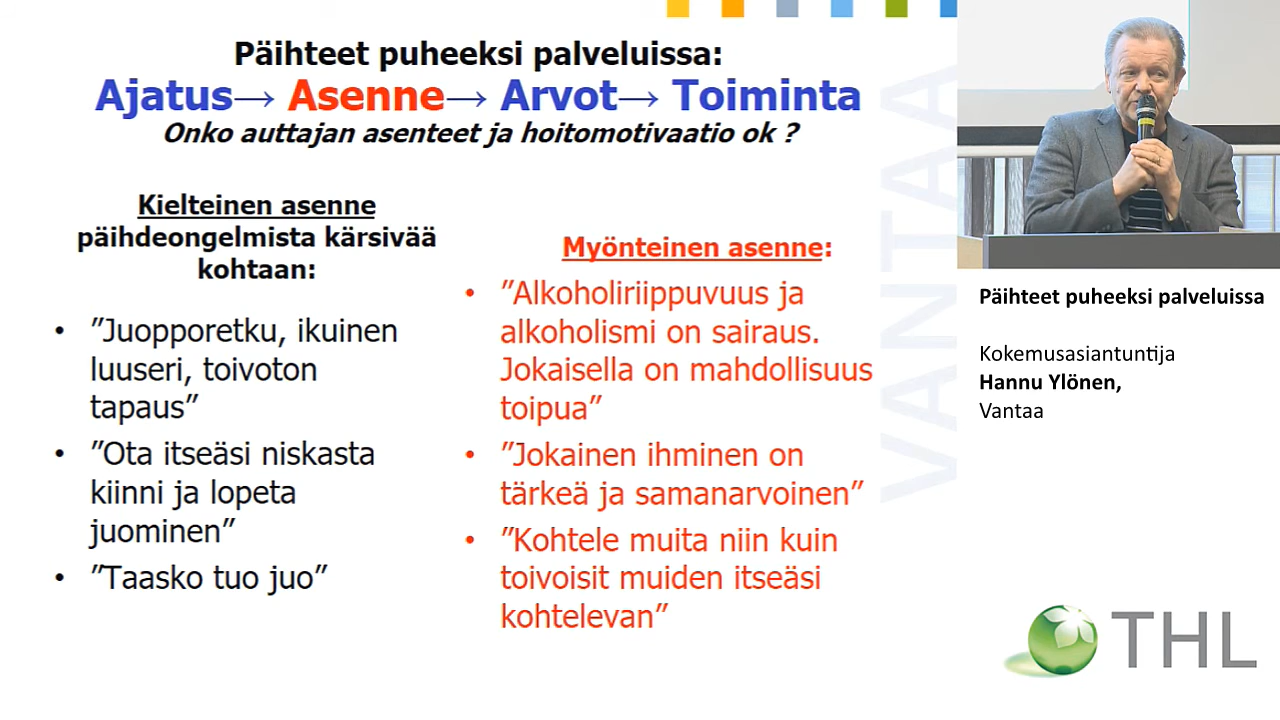 Päihteet puheeksi palveluissa:
Ajatus→ Asenne→ Arvot→ Toiminta
Onko auttajan asenteet ja hoitomotivaatio ok ?
Kielteinen asenne
päihdeongelmista kärsivää
kohtaan:
”Juopporetku, ikuinen
luuseri, toivoton
tapaus”
”Ota itseäsi niskasta
kiinni ja lopeta
juominen”
”Taasko tuo juo”
Myönteinen asenne:
”Alkoholiriippuvuus ja
alkoholismi on sairaus.
Jokaisella on mahdollisuus
toipua”
”Jokainen ihminen on
tärkeä ja samanarvoinen”
”Kohtele muita niin kuin
toivoisit muiden itseäsi
kohtelevan”
VANTAA
Päihteet puheeksi palveluissa
Kokemusasiantuntija
Hannu Ylönen,
Vantaa
THL